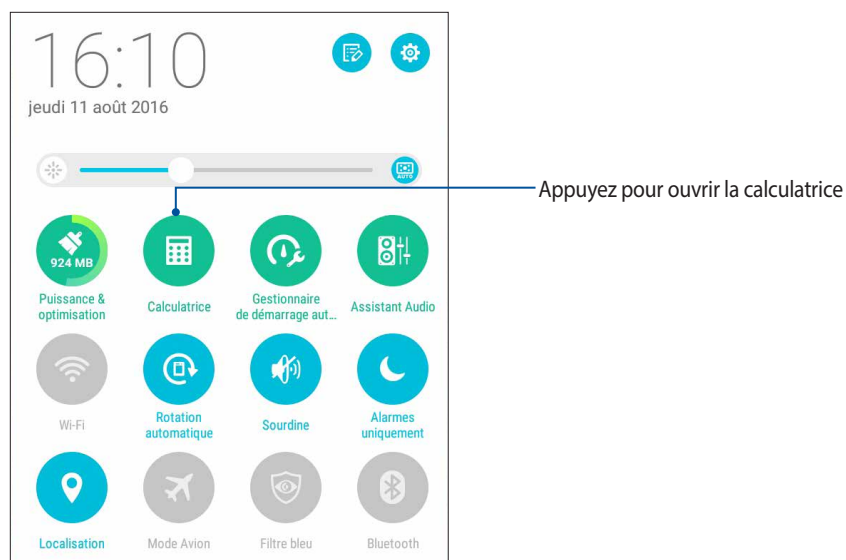 16:10
jeudi 11 août 2016
AUTO
Appuyez pour ouvrir la calculatrice
924 MB
Puissance &
optimisation
Calculatrice
Gestionnaire
de démarrage aut...
Assistant Audio
Wi-Fi
Rotation
automatique
Sourdine
Alarmes
uniquement
Localisation
Mode Avion
Filtre bleu
Bluetooth